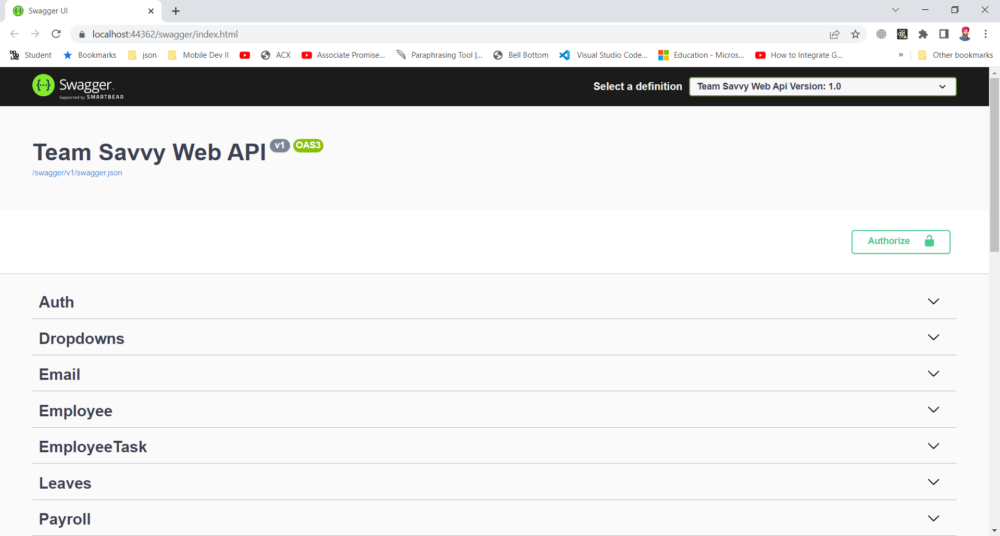 Swagger UI
localhost:44362/swagger/index.html
Student Bookmarks json Mobile Dev II ACX Associate Promise... Paraphrasing Tool |... Bell Bottom Visual Studio Code... Education - Micros... How to Integrate G... » Other bookmarks
Swagger
Supported by SMARTBEAR
Select a definition Team Savvy Web Api Version: 1.0
Team Savvy Web API v1 OAS3
/swagger/v1/swagger.json
Authorize
Auth
Dropdowns
Email
Employee
EmployeeTask
Leaves
Payroll